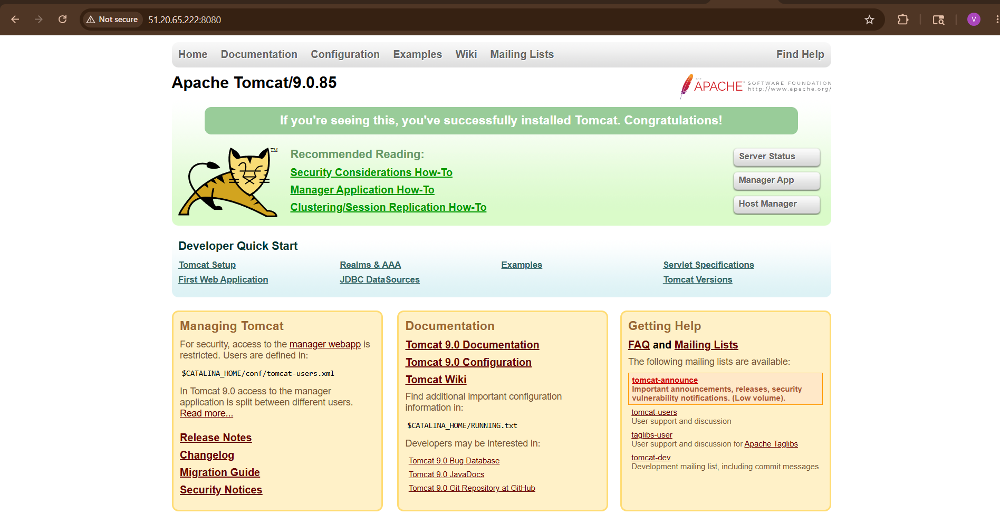 Not secure
51.20.65.222:8080
V
Home Documentation Configuration Examples Wiki Mailing Lists Find Help
Apache Tomcat/9.0.85
THE
APACHE
SOFTWARE FOUNDATION
http://www.apache.org/
If you're seeing this, you've successfully installed Tomcat. Congratulations!
TM
Recommended Reading:
Security Considerations How-To
Manager Application How-To
Clustering/Session Replication How-To
Server Status
Manager App
Host Manager
Developer Quick Start
Tomcat Setup
First Web Application
Realms & AAA
JDBC DataSources
Examples
Servlet Specifications
Tomcat Versions
Managing Tomcat
For security, access to the manager webapp is
restricted. Users are defined in:
$CATALINA_HOME/conf/tomcat-users.xml
In Tomcat 9.0 access to the manager
application is split between different users.
Read more...
Release Notes
Changelog
Migration Guide
Security Notices
Documentation
Tomcat 9.0 Documentation
Tomcat 9.0 Configuration
Tomcat Wiki
Find additional important configuration
information in:
$CATALINA_HOME/RUNNING.txt
Developers may be interested in:
Tomcat 9.0 Bug Database
Tomcat 9.0 JavaDocs
Tomcat 9.0 Git Repository at GitHub
Getting Help
FAQ and Mailing Lists
The following mailing lists are available:
tomcat-announce
Important announcements, releases, security
vulnerability notifications. (Low volume).
tomcat-users
User support and discussion
taglibs-user
User support and discussion for Apache Taglibs
tomcat-dev
Development mailing list, including commit messages